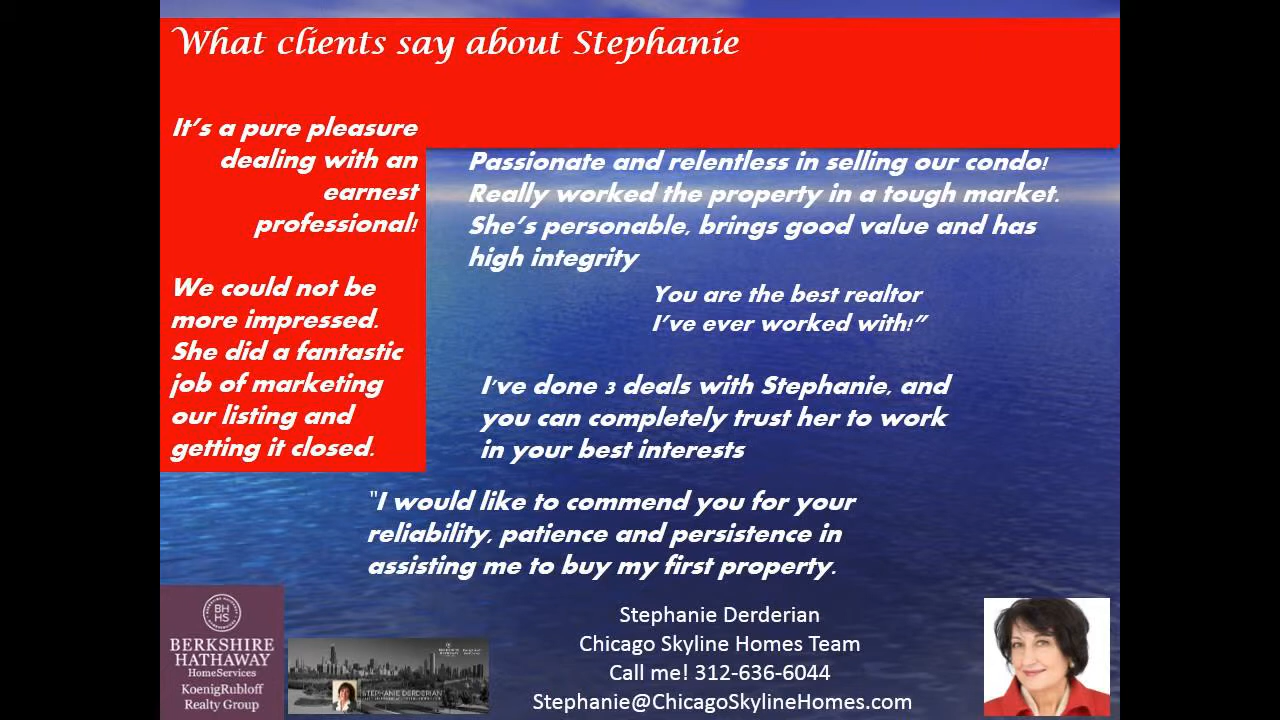 What clients say about Stephanie
It's a pure pleasure
dealing with an
earnest
professional!
We could not be
more impressed.
She did a fantastic
job of marketing
our listing and
getting it closed.
Passionate and relentless in selling our condo!
Really worked the property in a tough market.
She's personable, brings good value and has
high integrity
You are the best realtor
I've ever worked with!”
I've done 3 deals with Stephanie, and
you can completely trust her to work
in your best interests
"I would like to commend you for your
reliability, patience and persistence in
assisting me to buy my first property.
BH
HS
BERKSHIRE
HATHAWAY
HomeServices
KoenigRubloff
Realty Group
STEPHANIE DERDERIAN
Stephanie Derderian
Chicago Skyline Homes Team
Call me! 312-636-6044
Stephanie@ChicagoSkylineHomes.com